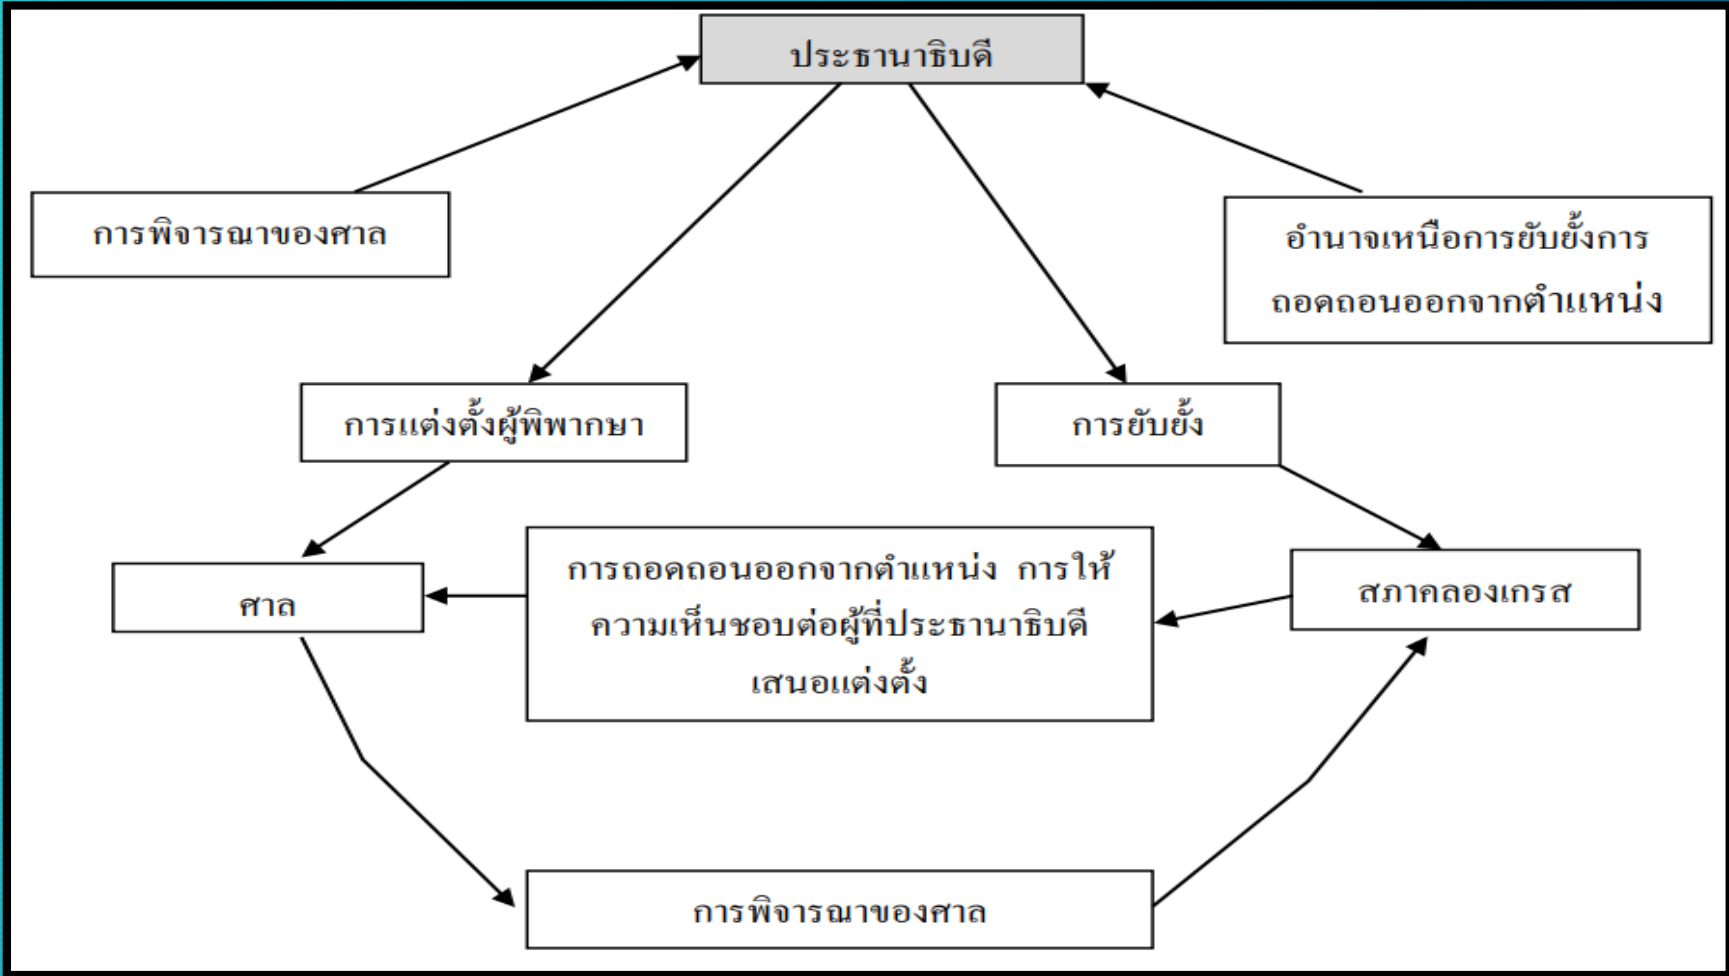 ประธานาธิบดี
การพิจารณาของศาล
อำนาจเหนือการยับยั้งการ
ถอดถอนออกจากตำแหน่ง
การแต่งตั้งผู้พิพากษา
การยับยั้ง
ศาล
การถอดถอนออกจากตำแหน่ง การให้
ความเห็นชอบต่อผู้ที่ประธานาธิบดี
เสนอแต่งตั้ง
สภาคลองเกรส
การพิจารณาของศาล